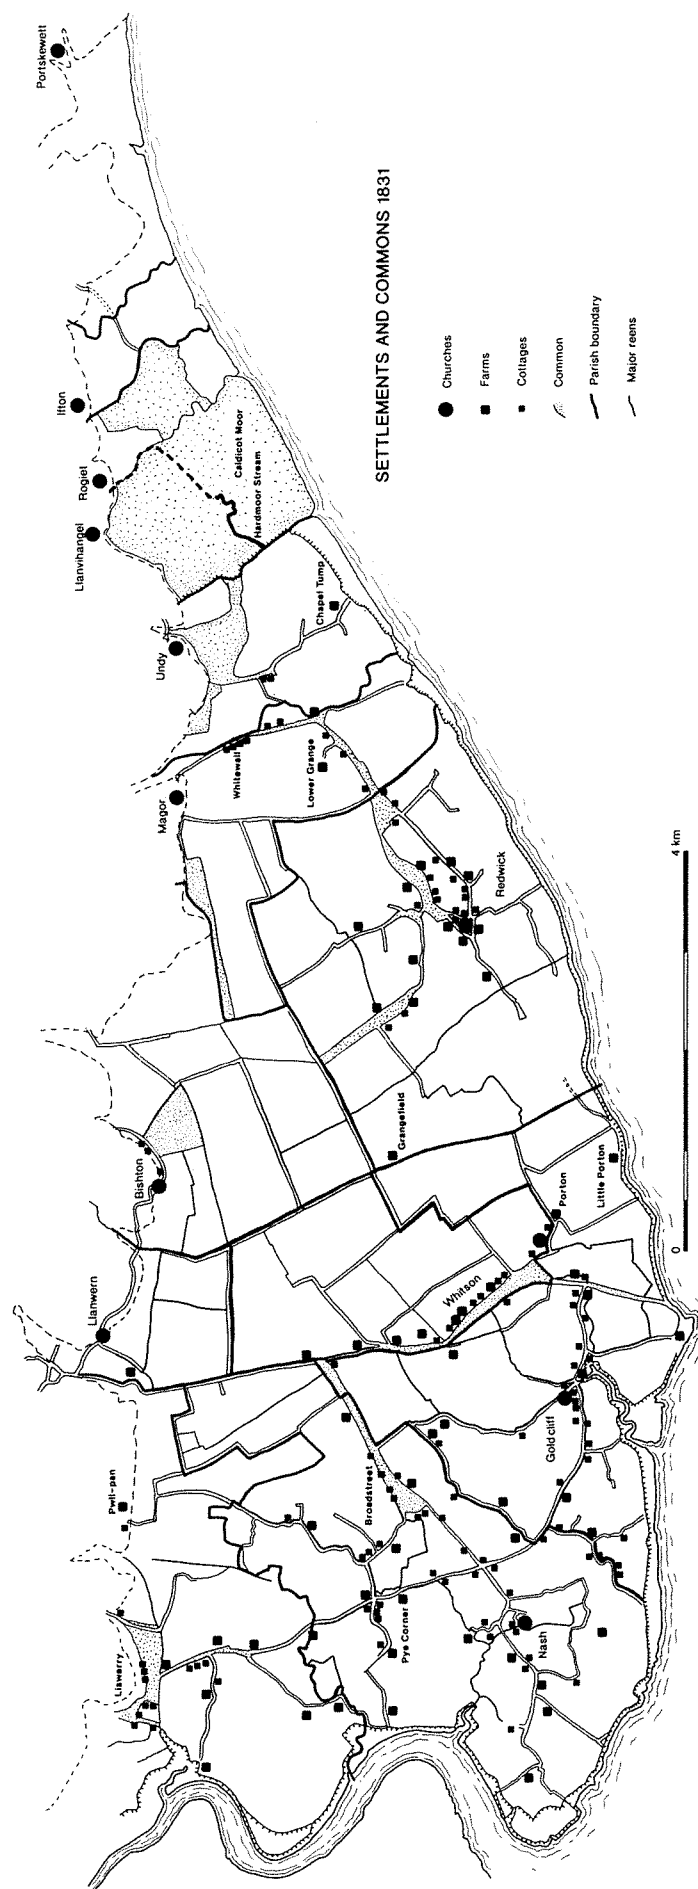 SETTLEMENTS AND COMMONS 1831
Churches
Farms
Cottages
Common
Parish boundary
Major reens
Portskewett
Ifton
Rogiet
Llanvihangel
Caldicot Moor
Hardmoor Stream
Undy
Chapel Tump
Magor
Whitewall
Lower Grange
Redwick
Bishton
Grangefield
Llanwern
Porton
Little Porton
Whitson
Goldcliff
Pwll-pan
Broadstreet
Liswerry
Pye Corner
Nash
0
4 km